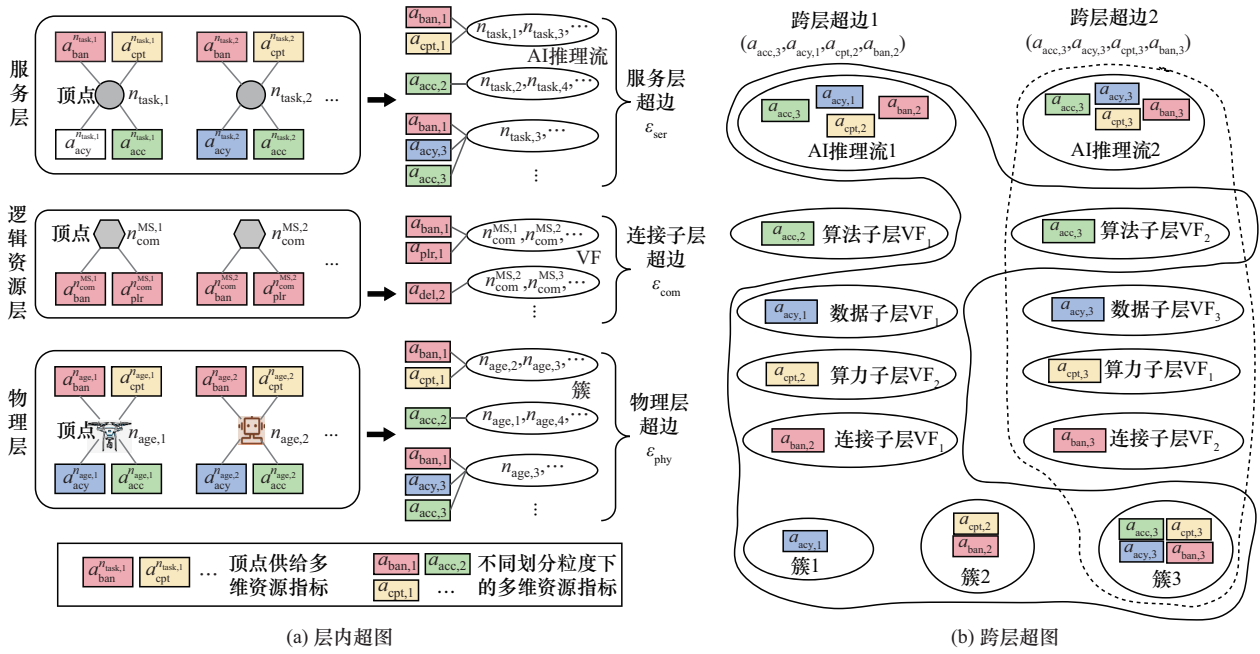 服务层
a_ban^{n_task,1} a_cpt^{n_task,1} a_ban^{n_task,2} a_cpt^{n_task,2}
顶点 n_task,1 n_task,2 ...
a_acy^{n_task,1} a_acc^{n_task,1} a_acy^{n_task,2} a_acc^{n_task,2}
a_ban,1
a_cpt,1
n_task,1,n_task,3,…
AI推理流
a_acc,2
n_task,2,n_task,4,…
a_ban,1
a_acy,3
a_acc,3
n_task,3,…
⋮
服务层
超边
ε_ser
逻辑资源层
顶点 n_com^{MS,1} n_com^{MS,2}
...
a_ban^{n_com^{MS,1}} a_plr^{n_com^{MS,1}} a_ban^{n_com^{MS,2}} a_plr^{n_com^{MS,2}}
a_ban,1
a_plr,1
n_com^{MS,1},n_com^{MS,2},…
VF
a_del,2
n_com^{MS,2},n_com^{MS,3},…
⋮
连接子层
超边
ε_com
物理层
a_ban^{n_age,1} a_cpt^{n_age,1} a_ban^{n_age,2} a_cpt^{n_age,2}
顶点 n_age,1 n_age,2 ...
a_acy^{n_age,1} a_acc^{n_age,1} a_acy^{n_age,2} a_acc^{n_age,2}
a_ban,1
a_cpt,1
n_age,2,n_age,3,…
簇
a_acc,2
n_age,1,n_age,4,…
a_ban,1
a_acy,3
a_acc,3
n_age,3,…
⋮
物理层
超边
ε_phy
a_ban^{n_task,1} a_cpt^{n_task,1} … 顶点供给多
维资源指标
a_ban,1 a_acc,2 不同划分粒度下
a_cpt,1 … 的多维资源指标
(a) 层内超图
跨层超边1
(a_acc,3,a_acy,1,a_cpt,2,a_ban,2)
跨层超边2
(a_acc,3,a_acy,3,a_cpt,3,a_ban,3)
a_acc,3 a_acy,1 a_ban,2
a_cpt,2
AI推理流1
a_acc,3 a_acy,3 a_ban,3
a_cpt,3
AI推理流2
a_acc,2 算法子层VF_1
a_acc,3 算法子层VF_2
a_acy,1 数据子层VF_1
a_acy,3 数据子层VF_3
a_cpt,2 算力子层VF_2
a_cpt,3 算力子层VF_1
a_ban,2 连接子层VF_1
a_ban,3 连接子层VF_2
a_acy,1
簇1
a_cpt,2
a_ban,2
簇2
a_acc,3 a_cpt,3
a_acy,3 a_ban,3
簇3
(b) 跨层超图